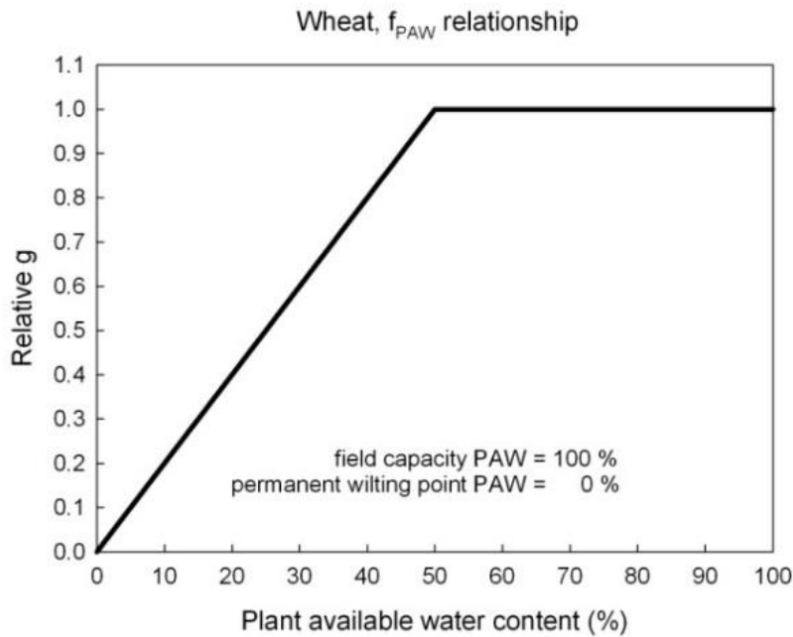 Wheat, fPAW relationship
1.1
1.0
0.9
0.8
0.7
0.6
0.5
0.4
0.3
0.2
0.1
0.0
Relative g
field capacity PAW = 100 %
permanent wilting point PAW = 0 %
0 10 20 30 40 50 60 70 80 90 100
Plant available water content (%)